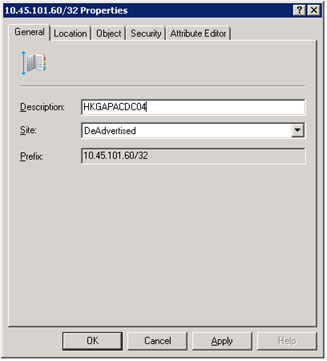 10.45.101.60/32 Properties
General Location Object Security Attribute Editor
Description: HKGAPACDC04
Site: DeAdvertised
Prefix: 10.45.101.60/32
OK Cancel Apply Help